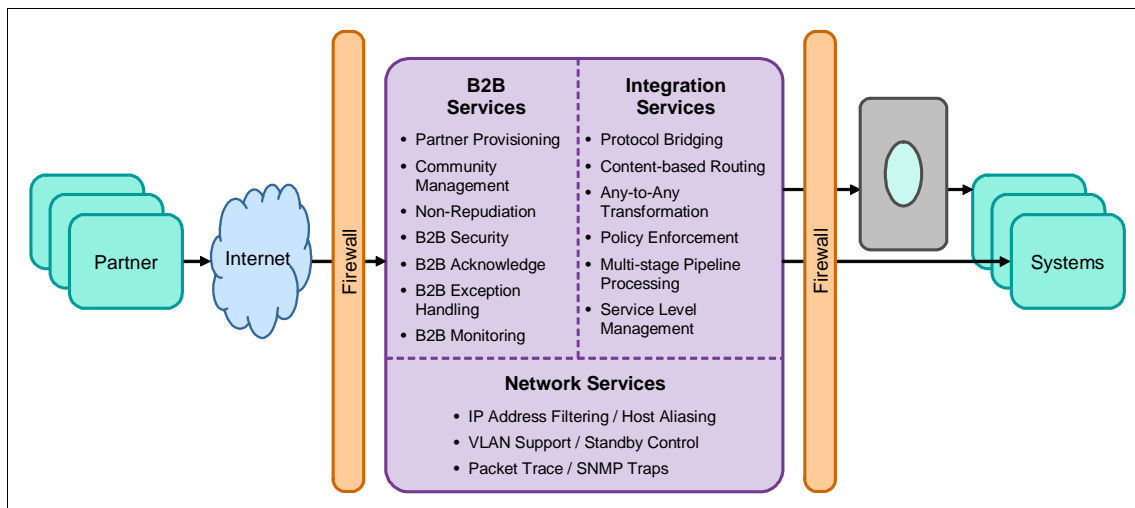 Partner
Internet
Firewall
B2B
Services
• Partner Provisioning
• Community
Management
• Non-Repudiation
• B2B Security
• B2B Acknowledge
• B2B Exception
Handling
• B2B Monitoring
Integration
Services
• Protocol Bridging
• Content-based Routing
• Any-to-Any
Transformation
• Policy Enforcement
• Multi-stage Pipeline
Processing
• Service Level
Management
Network Services
• IP Address Filtering / Host Aliasing
• VLAN Support / Standby Control
• Packet Trace / SNMP Traps
Firewall
Systems